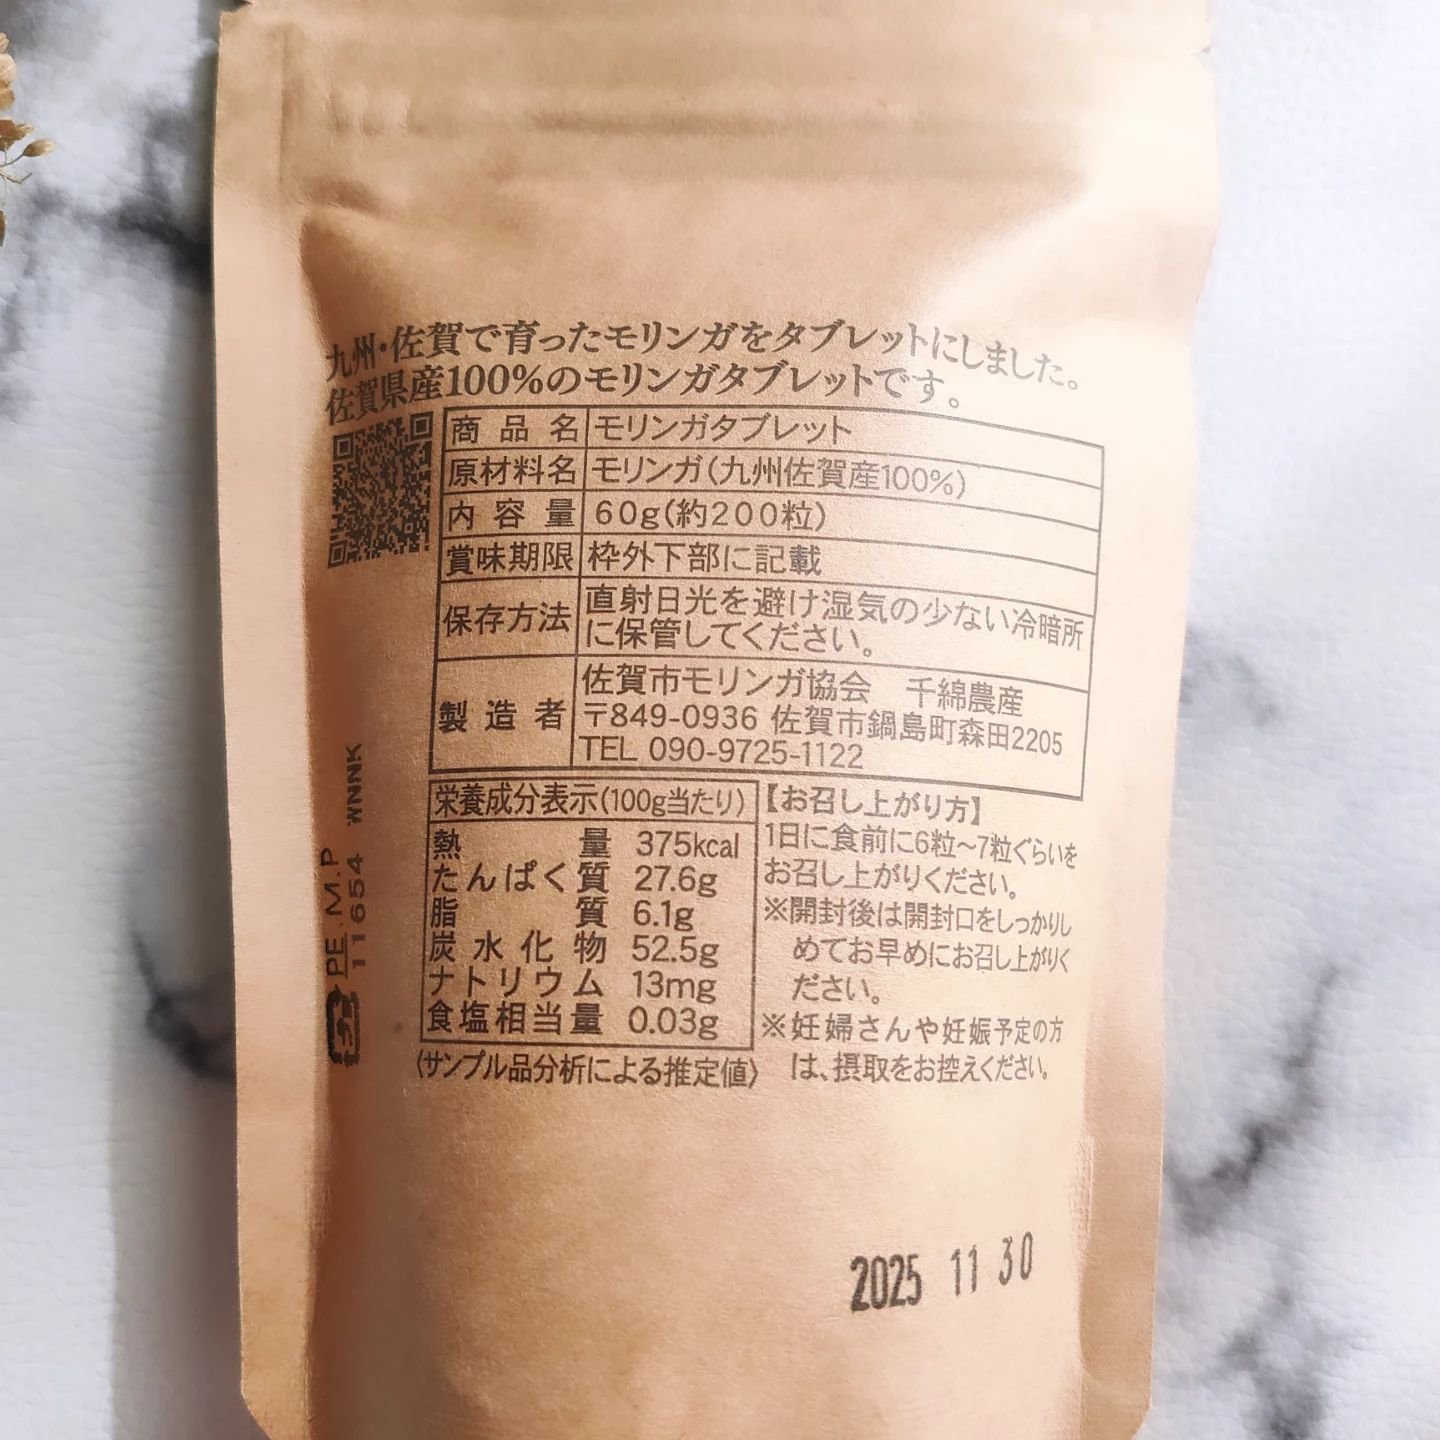 九州・佐賀で育ったモリンガをタブレットにしました。
佐賀県産100%のモリンガタブレットです。
商品名 モリンガタブレット
原材料名 モリンガ(九州佐賀産100%)
内容量 60g(約200粒)
賞味期限 枠外下部に記載
保存方法 直射日光を避け湿気の少ない冷暗所
に保管してください。
製造者 佐賀市モリンガ協会 千綿農産
〒849-0936 佐賀市鍋島町森田2205
TEL 090-9725-1122
栄養成分表示(100g当たり)
熱量 375kcal
たんぱく質 27.6g
脂質 6.1g
炭水化物 52.5g
ナトリウム 13mg
食塩相当量 0.03g
(サンプル品分析による推定値)
【お召し上がり方】
1日に食前に6粒〜7粒ぐらいを
お召し上がりください。
※開封後は開封口をしっかりし
めてお早めにお召し上がりく
ださい。
※妊婦さんや妊娠予定の方
は、摂取をお控えください。
プラ PE.M.P
11654 WNNK
2025 11 30